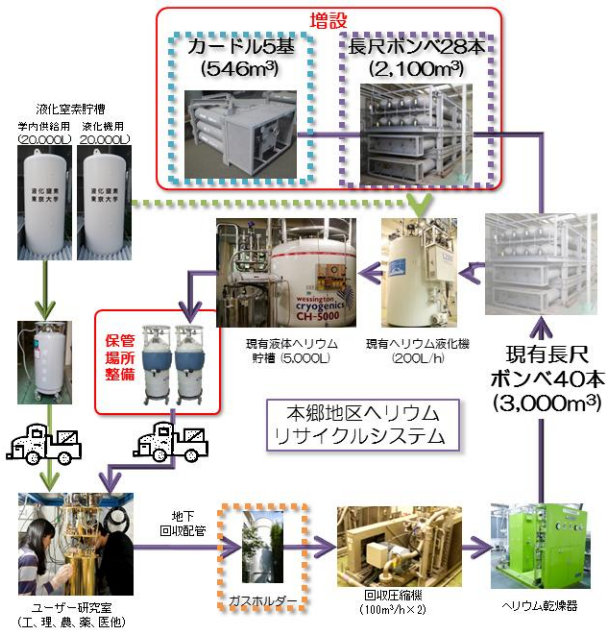 増設
カードル5基
(546m³)
長尺ボンベ28本
(2,100m³)
液化窒素貯槽
学内供給用
(20,000L)
液化機用
20,000L)
液化窒素
東京大学
液化窒素
東京大学
wessington
cryogenics
CH-5000
保管
場所
整備
現有液体ヘリウム
貯槽(5,000L)
現有ヘリウム液化機
(200L/h)
現有長尺
ボンベ40本
(3,000m³)
本郷地区ヘリウム
リサイクルシステム
地下
回収配管
ガスホルダー
回収圧縮機
(100m³/h×2)
ヘリウム乾燥器
ユーザー研究室
(工、理、農、薬、医他)